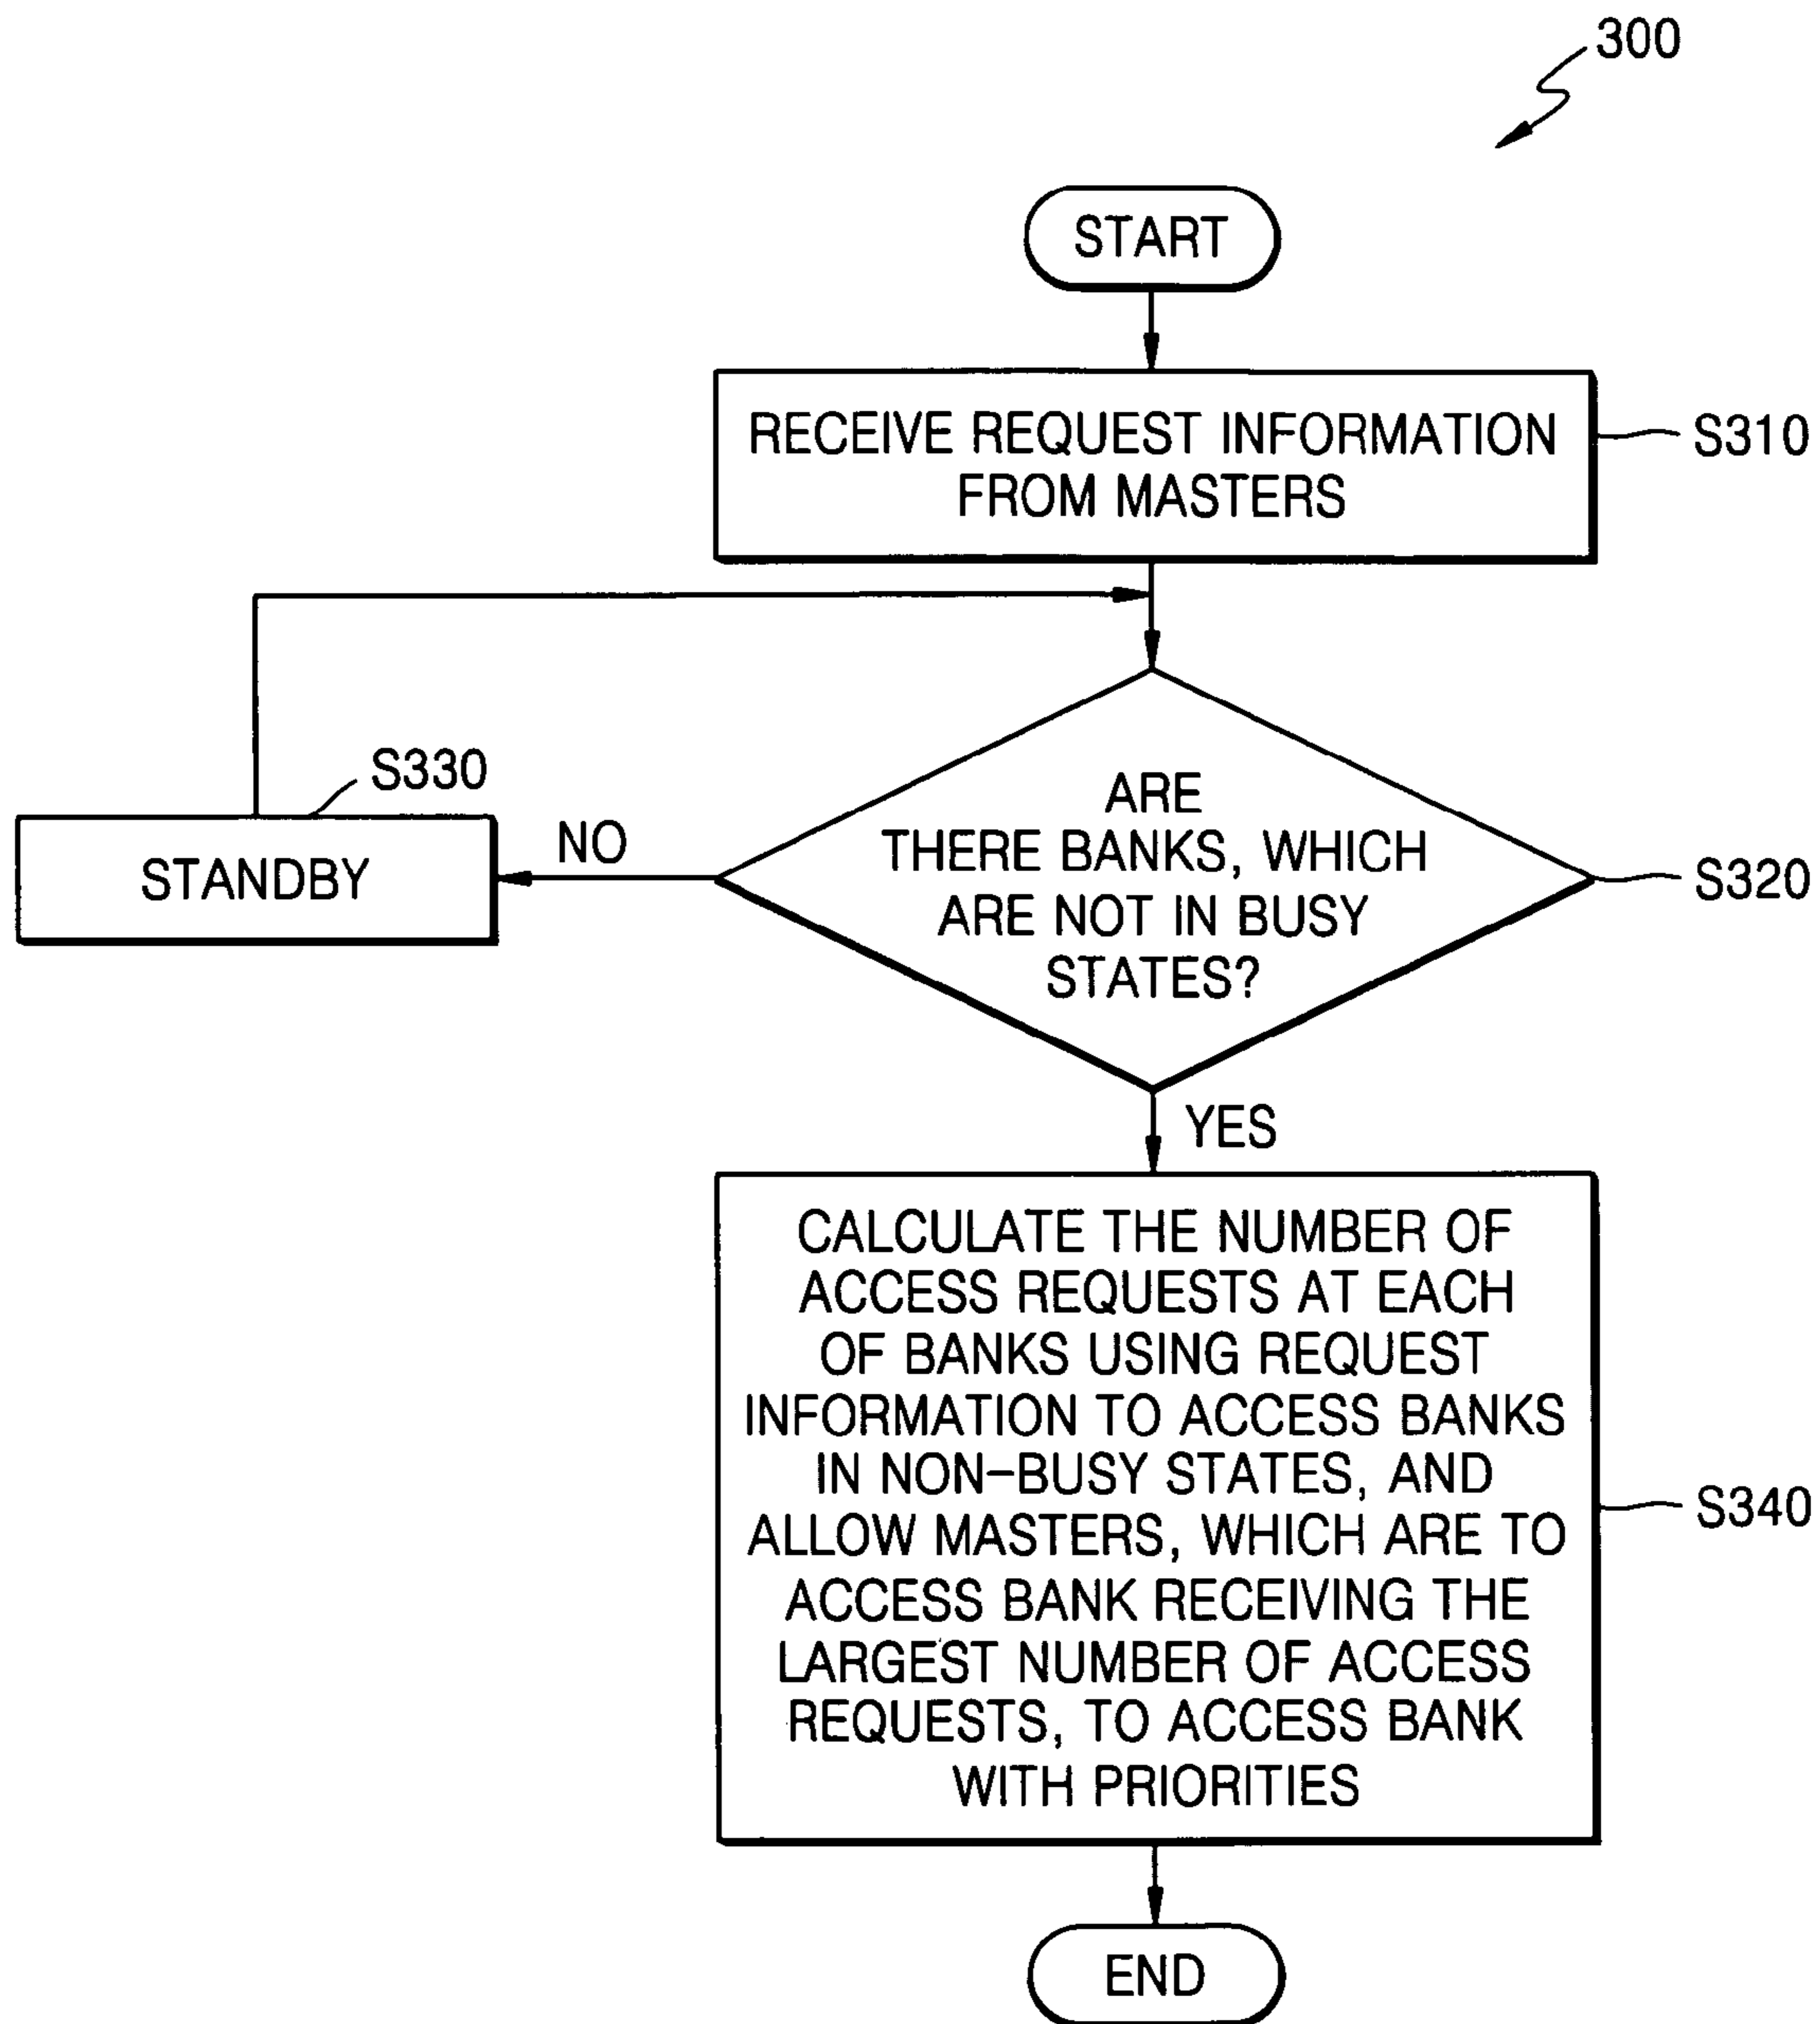 300
START
RECEIVE REQUEST INFORMATION
FROM MASTERS
S310
S330
STANDBY
NO
ARE
THERE BANKS, WHICH
ARE NOT IN BUSY
STATES?
S320
YES
CALCULATE THE NUMBER OF
ACCESS REQUESTS AT EACH
OF BANKS USING REQUEST
INFORMATION TO ACCESS BANKS
IN NON-BUSY STATES, AND
ALLOW MASTERS, WHICH ARE TO
ACCESS BANK RECEIVING THE
LARGEST NUMBER OF ACCESS
REQUESTS, TO ACCESS BANK
WITH PRIORITIES
S340
END